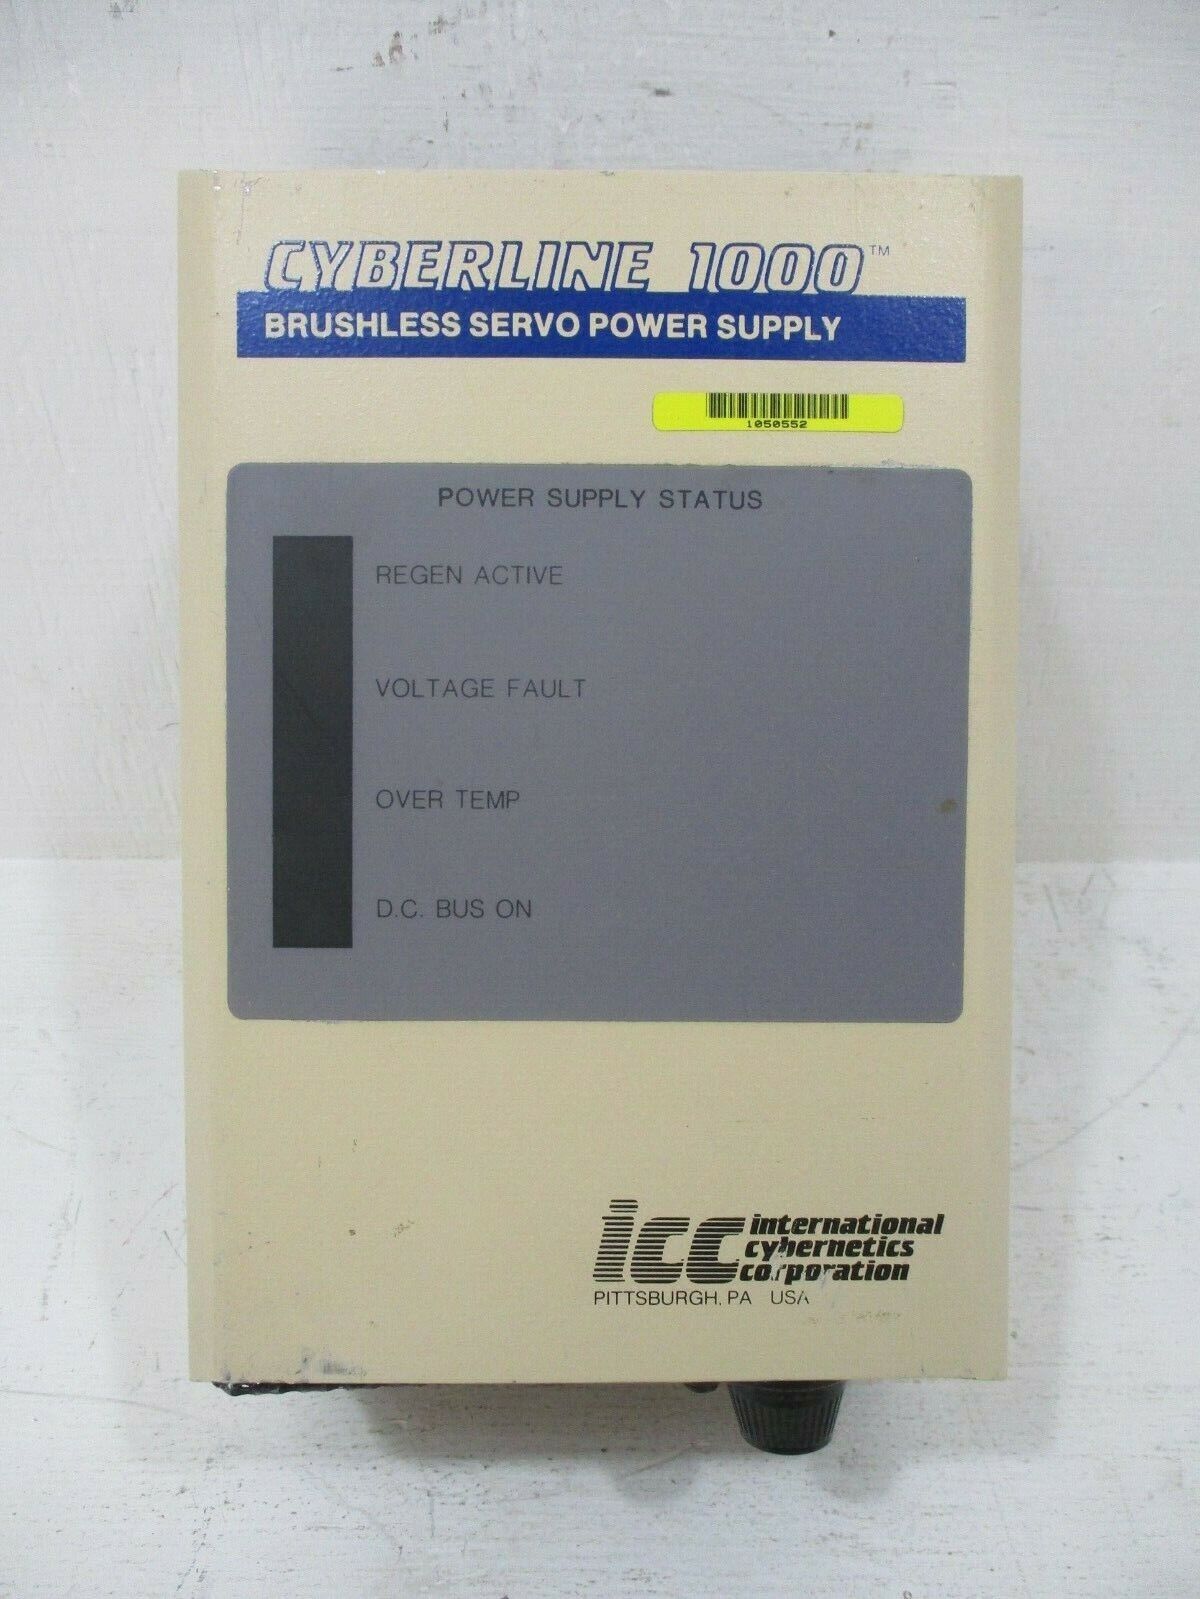 CYBERLINE 1000™
BRUSHLESS SERVO POWER SUPPLY
1050552
POWER SUPPLY STATUS
REGEN ACTIVE
VOLTAGE FAULT
OVER TEMP
D.C. BUS ON
icc international
cybernetics
corporation
PITTSBURGH, PA USA